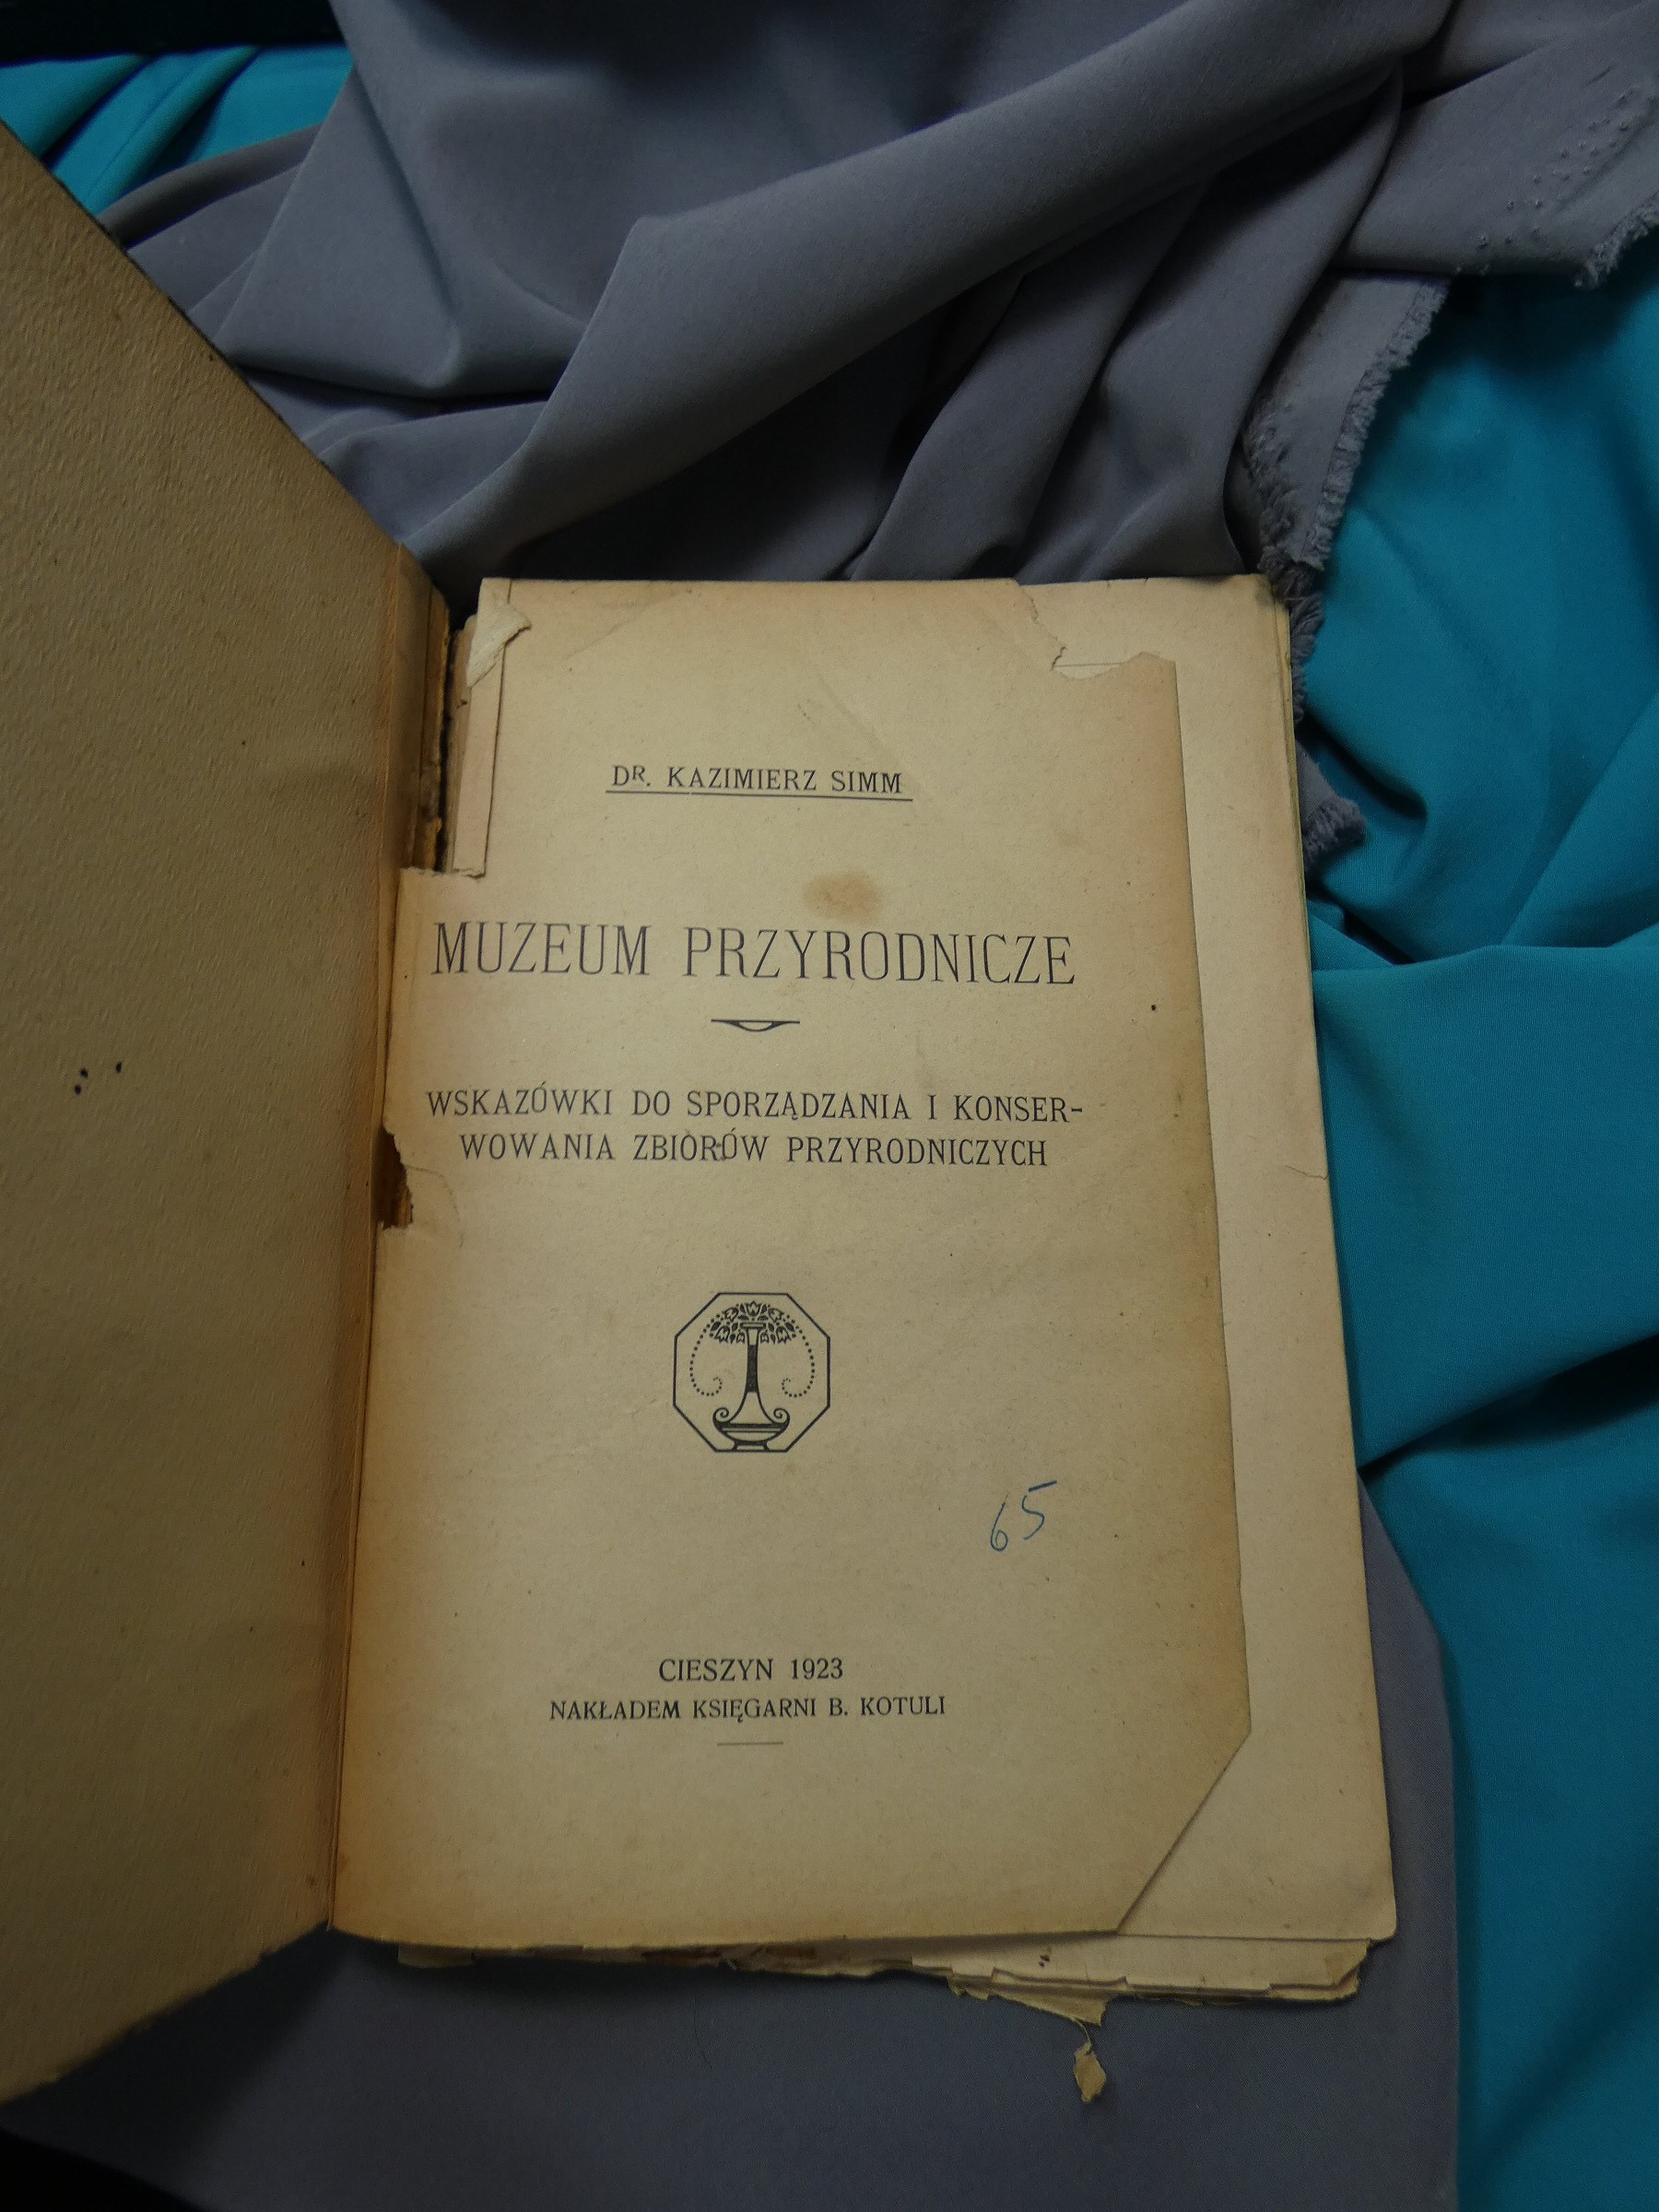 DR. KAZIMIERZ SIMM
MUZEUM PRZYRODNICZE
WSKAZÓWKI DO SPORZĄDZANIA I KONSER-
WOWANIA ZBIORÓW PRZYRODNICZYCH
65
CIESZYN 1923
NAKŁADEM KSIĘGARNI B. KOTULI